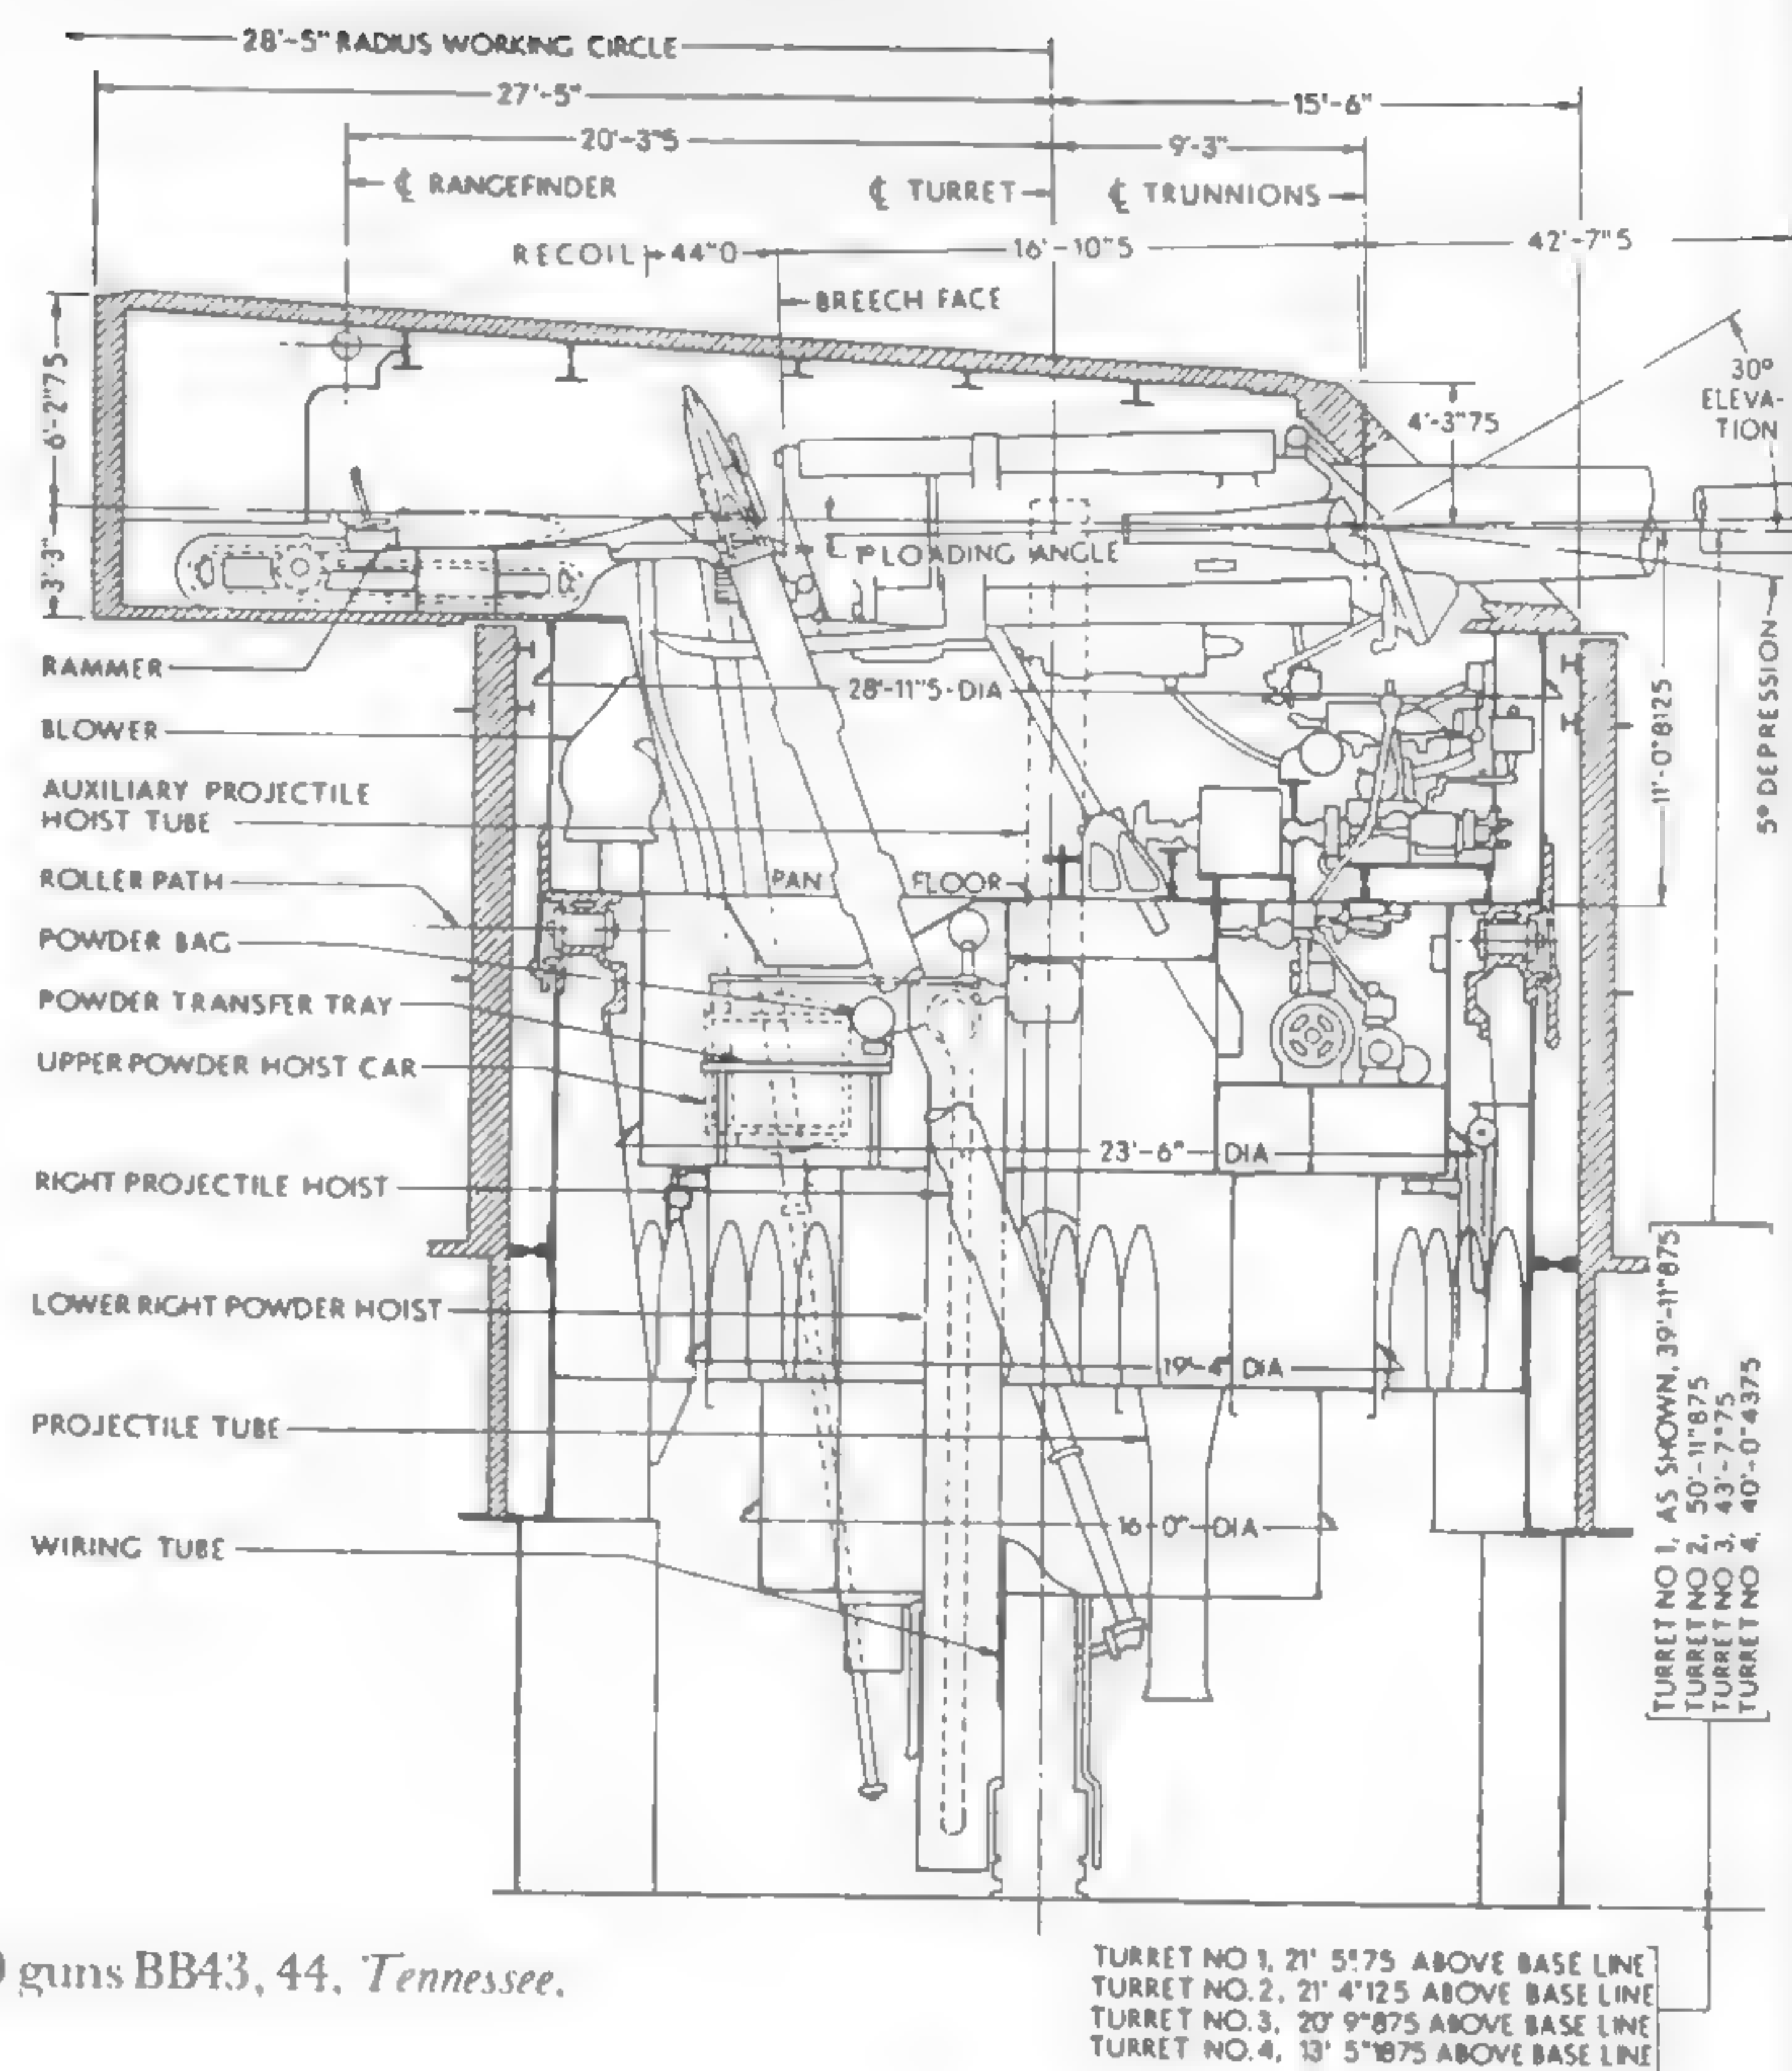 28'-5" RADIUS WORKING CIRCLE
27'-5"
15'-6"
20'-3"5
9'-3"
℄ RANGEFINDER
℄ TURRET
℄ TRUNNIONS
RECOIL
44"0
16'-10"5
42'-7"5
BREECH FACE
6'-2"75
3'-3"
30°
ELEVA-
TION
4'-3"75
LOADING ANGLE
RAMMER
28'-11"5-DIA
BLOWER
11'-0"8125
5° DEPRESSION
AUXILIARY PROJECTILE
HOIST TUBE
ROLLER PATH
PAN FLOOR
POWDER BAG
POWDER TRANSFER TRAY
UPPER POWDER HOIST CAR
23'-6" DIA
RIGHT PROJECTILE HOIST
LOWER RIGHT POWDER HOIST
19'-4" DIA
PROJECTILE TUBE
16'-0" DIA
WIRING TUBE
TURRET NO 1, AS SHOWN, 39'-11"875
TURRET NO 2, 50'-11"875
TURRET NO 3, 43'-7"75
TURRET NO 4, 40'-0"4375
guns BB43, 44, Tennessee.
TURRET NO 1, 21' 5"75 ABOVE BASE LINE
TURRET NO.2, 21' 4"125 ABOVE BASE LINE
TURRET NO.3, 20' 9"875 ABOVE BASE LINE
TURRET NO.4, 13' 5"1875 ABOVE BASE LINE